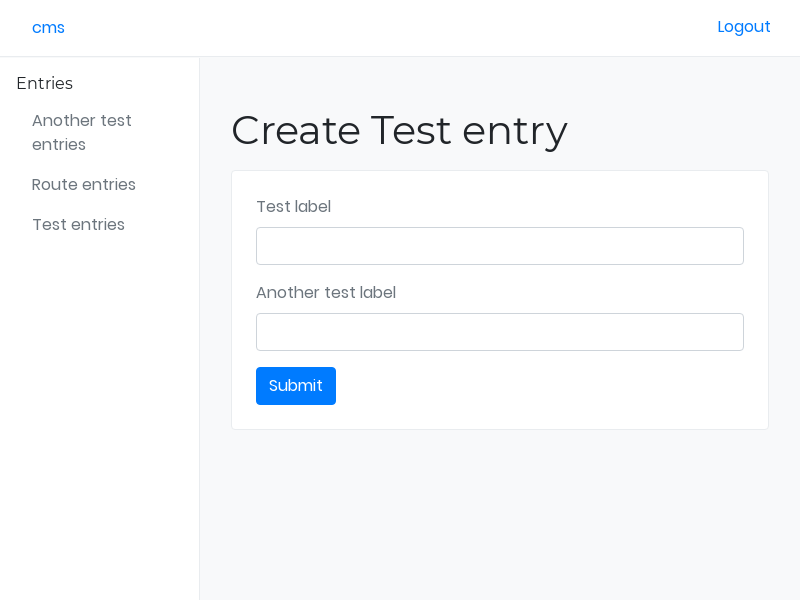 cms
Logout
Entries
Another test
entries
Route entries
Test entries
Create Test entry
Test label
Another test label
Submit